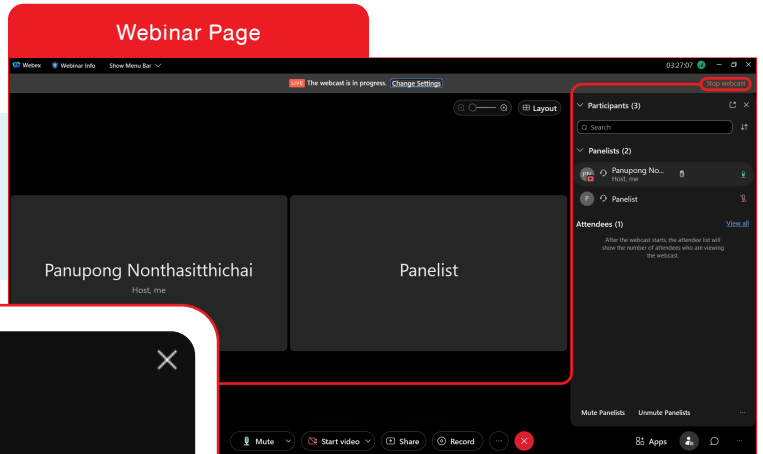 Webinar Page
Webex Webinar Info Show Menu Bar 03:27:07
LIVE The webcast is in progress. Change Settings Stop webcast
Layout
Participants (3)
Search
Panelists (2)
PN Panupong No...
Host, me
P Panelist
Attendees (1) View all
After the webcast starts, the attendee list will
show the number of attendees who are viewing
the webcast.
Panupong Nonthasitthichai
Host, me
Panelist
Mute Panelists Unmute Panelists ...
Mute Start video Share Record ... Apps ...